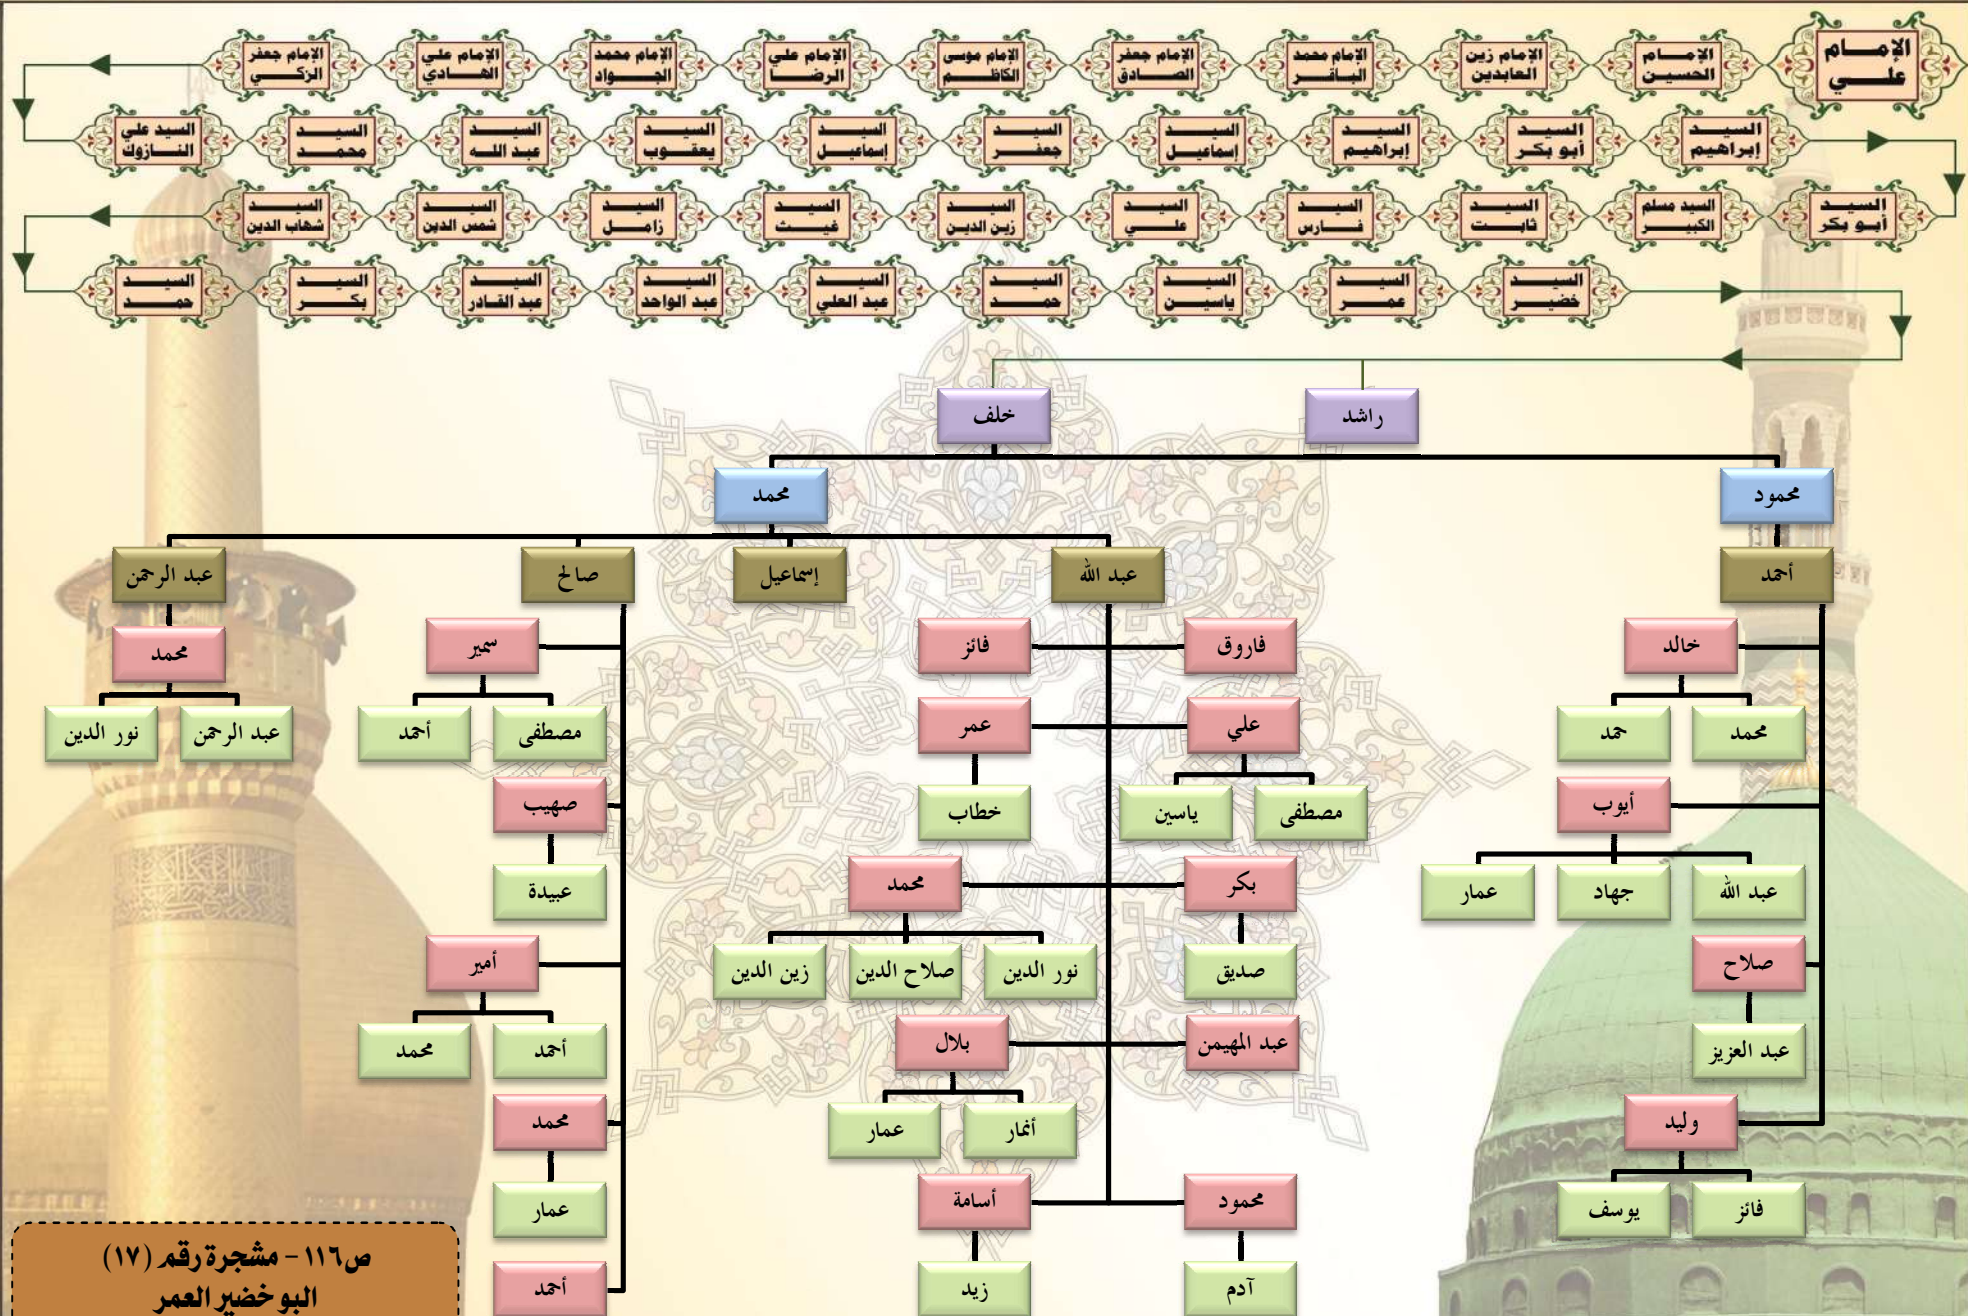 الإمام
علي
الإمام
الحسين
الإمام زين
العابدين
الإمام محمد
الباقر
الإمام جعفر
الصادق
الإمام موسى
الكاظم
الإمام علي
الرضا
الإمام محمد
الجواد
الإمام علي
الهادي
الإمام جعفر
الزكي
السيد علي
النازوك
السيد
محمد
السيد
عبد الله
السيد
يعقوب
السيد
إسماعيل
السيد
جعفر
السيد
إسماعيل
السيد
إبراهيم
السيد
أبو بكر
السيد
إبراهيم
السيد
أبو بكر
السيد مسلم
الكبير
السيد
ثابت
السيد
فارس
السيد
علي
السيد
زين الدين
السيد
غيث
السيد
زامل
السيد
شمس الدين
السيد
شهاب الدين
السيد
حمد
السيد
بكر
السيد
عبد القادر
السيد
عبد الواحد
السيد
عبد العلي
السيد
حمد
السيد
ياسين
السيد
عمر
السيد
خضير
راشد
خلف
محمود
محمد
أحمد
عبد الله
إسماعيل
صالح
عبد الرحمن
خالد
فاروق
فائز
سمير
محمد
محمد
حمد
علي
عمر
مصطفى
أحمد
عبد الرحمن
نور الدين
أيوب
مصطفى
ياسين
خطاب
صهيب
عبد الله
جهاد
عمار
بكر
محمد
عبيدة
صلاح
صديق
نور الدين
صلاح الدين
زين الدين
أمير
عبد العزيز
عبد المهيمن
بلال
أحمد
محمد
وليد
أنمار
عمار
محمد
فائز
يوسف
محمود
أسامة
عمار
آدم
زيد
أحمد
ص١١٦ - مشجرة رقم (١٧)
البو خضير العمر